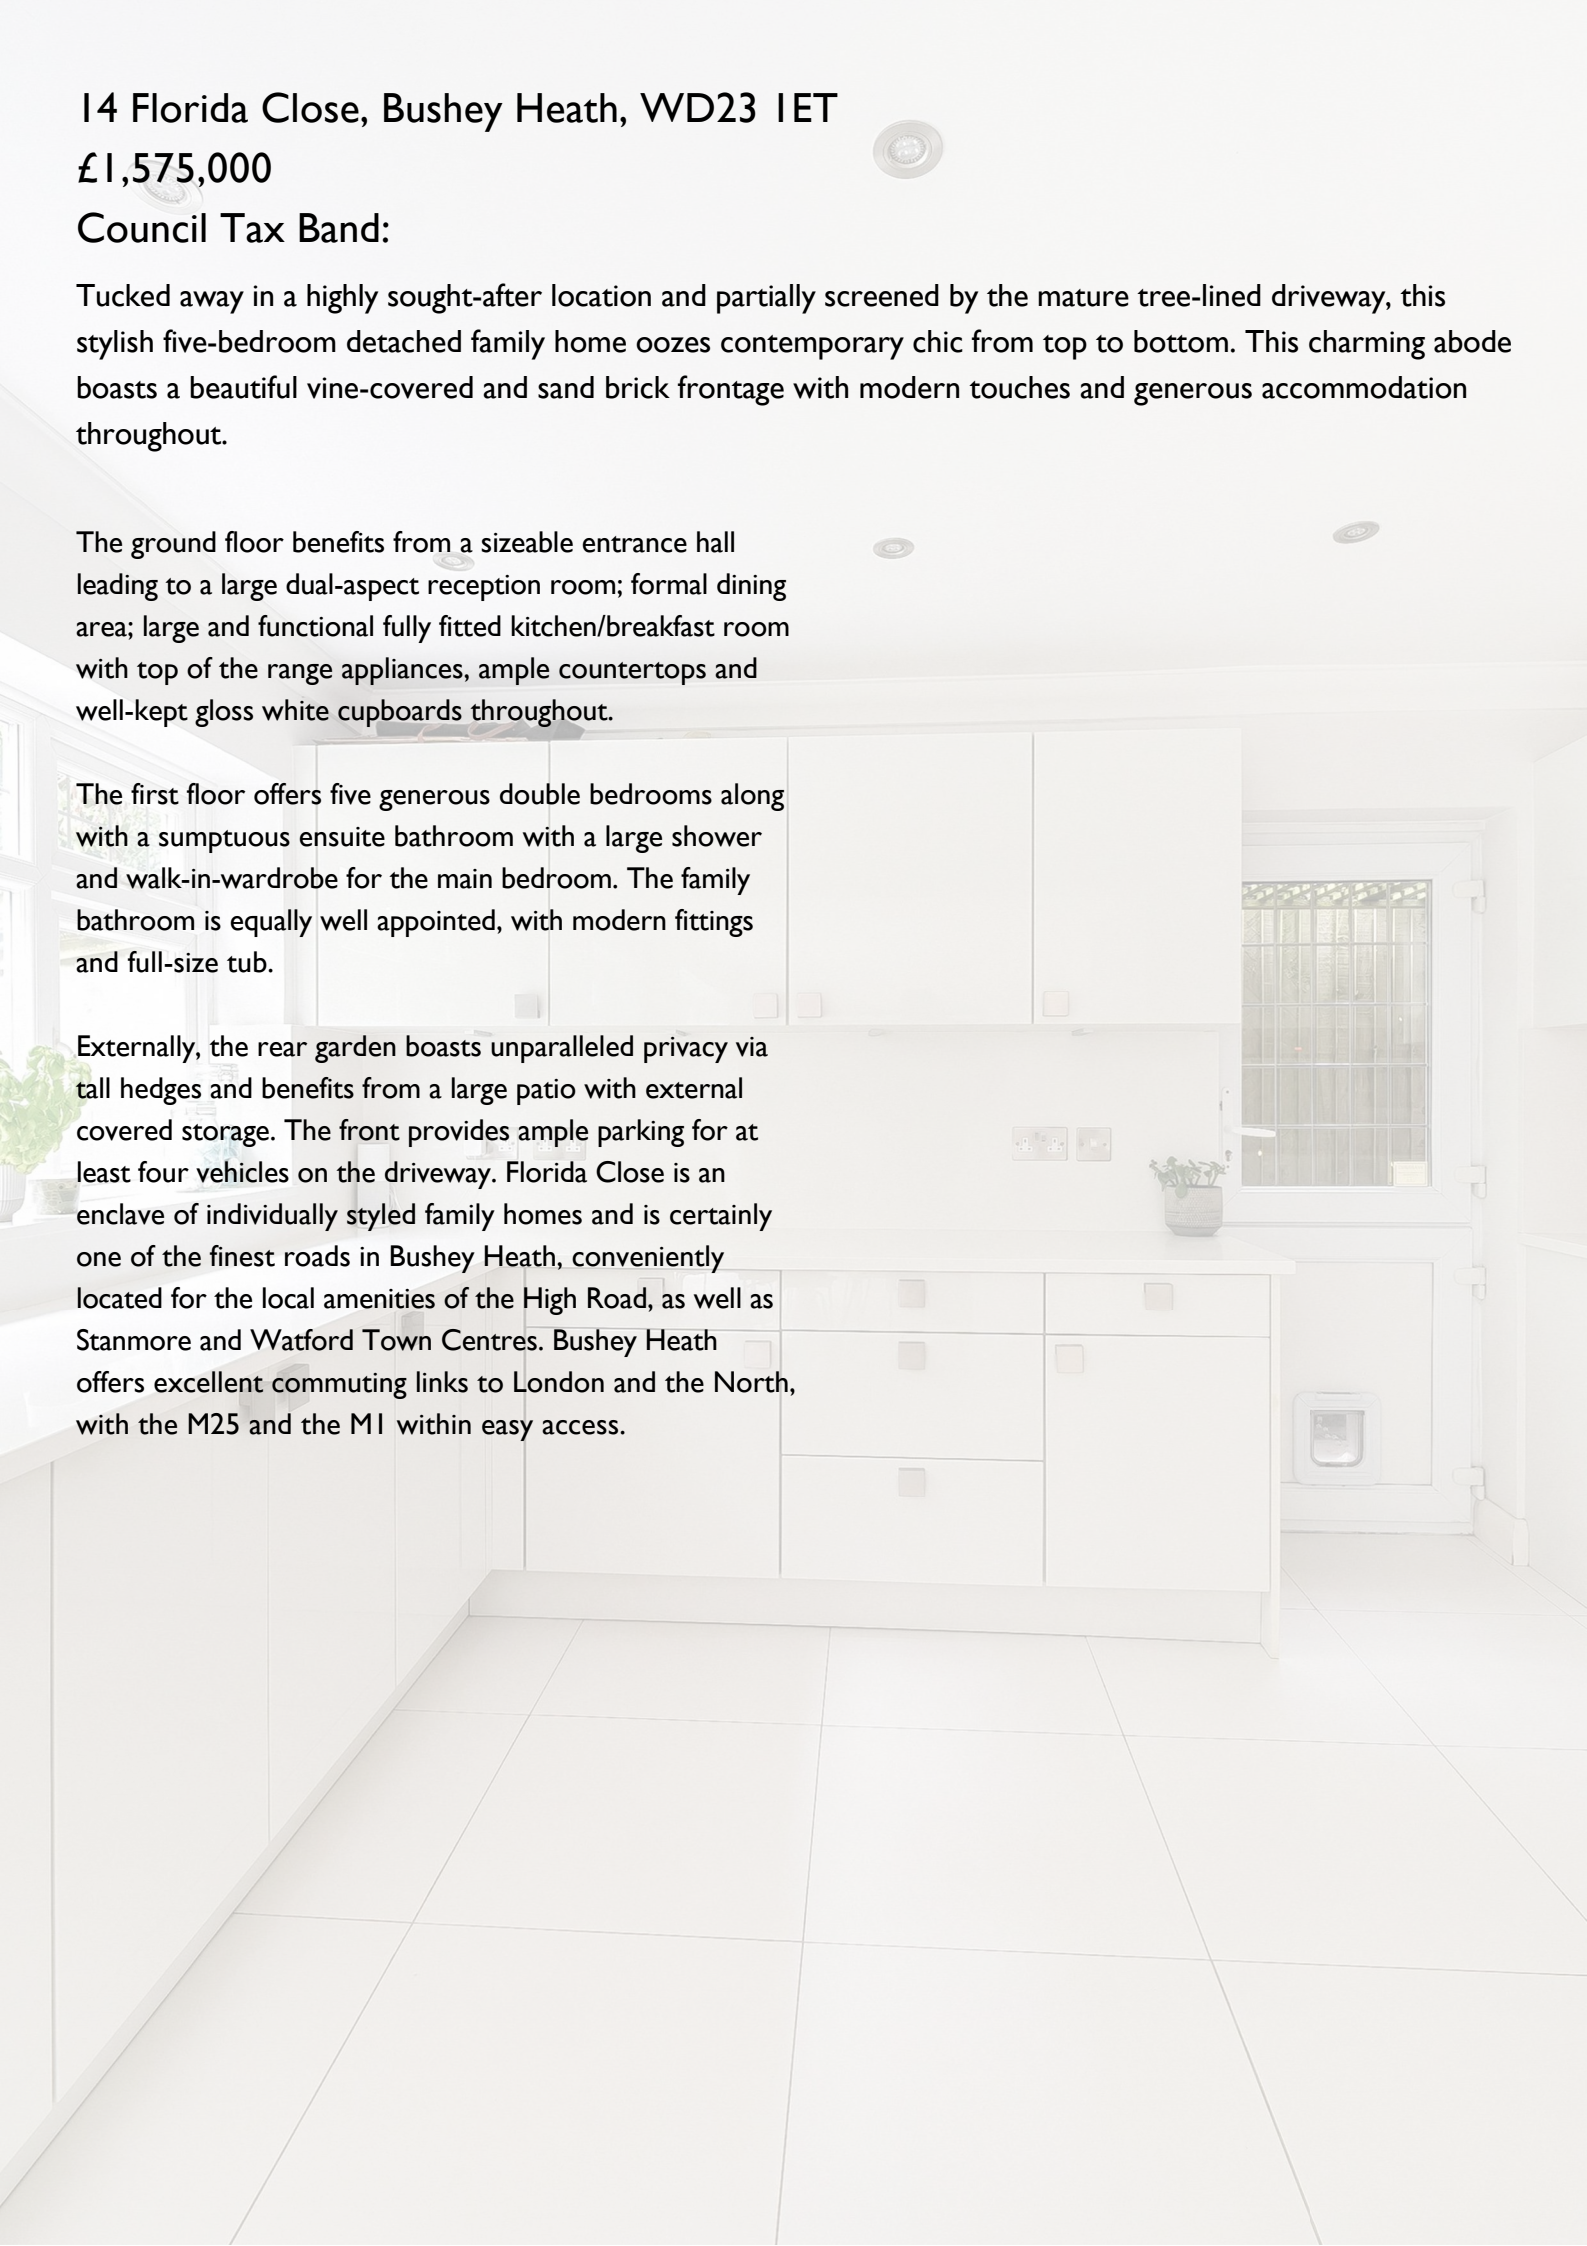 14 Florida Close, Bushey Heath, WD23 1ET
£1,575,000
Council Tax Band:
Tucked away in a highly sought-after location and partially screened by the mature tree-lined driveway, this
stylish five-bedroom detached family home oozes contemporary chic from top to bottom. This charming abode
boasts a beautiful vine-covered and sand brick frontage with modern touches and generous accommodation
throughout.
The ground floor benefits from a sizeable entrance hall
leading to a large dual-aspect reception room; formal dining
area; large and functional fully fitted kitchen/breakfast room
with top of the range appliances, ample countertops and
well-kept gloss white cupboards throughout.
The first floor offers five generous double bedrooms along
with a sumptuous ensuite bathroom with a large shower
and walk-in-wardrobe for the main bedroom. The family
bathroom is equally well appointed, with modern fittings
and full-size tub.
Externally, the rear garden boasts unparalleled privacy via
tall hedges and benefits from a large patio with external
covered storage. The front provides ample parking for at
least four vehicles on the driveway. Florida Close is an
enclave of individually styled family homes and is certainly
one of the finest roads in Bushey Heath, conveniently
located for the local amenities of the High Road, as well as
Stanmore and Watford Town Centres. Bushey Heath
offers excellent commuting links to London and the North,
with the M25 and the M1 within easy access.